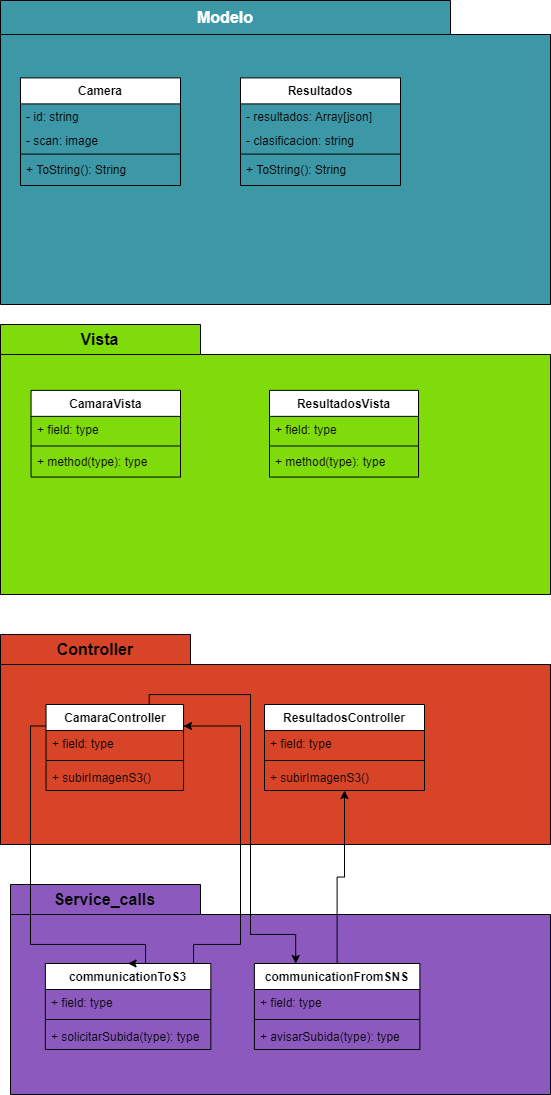 Modelo
Camera
- id: string
- scan: image
+ ToString(): String
Resultados
- resultados: Array[json]
- clasificacion: string
+ ToString(): String
Vista
CamaraVista
+ field: type
+ method(type): type
ResultadosVista
+ field: type
+ method(type): type
Controller
CamaraController
+ field: type
+ subirImagenS3()
ResultadosController
+ field: type
+ subirImagenS3()
Service_calls
communicationToS3
+ field: type
+ solicitarSubida(type): type
communicationFromSNS
+ field: type
+ avisarSubida(type): type